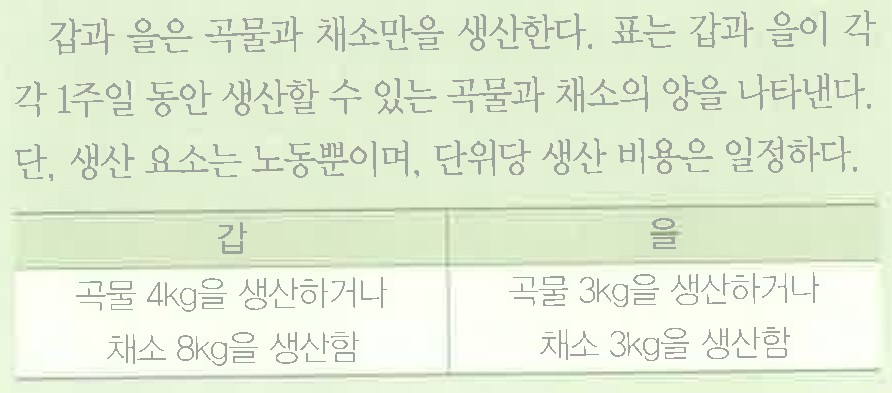 갑과 을은 곡물과 채소만을 생산한다. 표는 갑과 을이 각
각 1주일 동안 생산할 수 있는 곡물과 채소의 양을 나타낸다.
단, 생산 요소는 노동뿐이며, 단위당 생산 비용은 일정하다.
갑 을
곡물 4kg을 생산하거나 곡물 3kg을 생산하거나
채소 8kg을 생산함 채소 3kg을 생산함